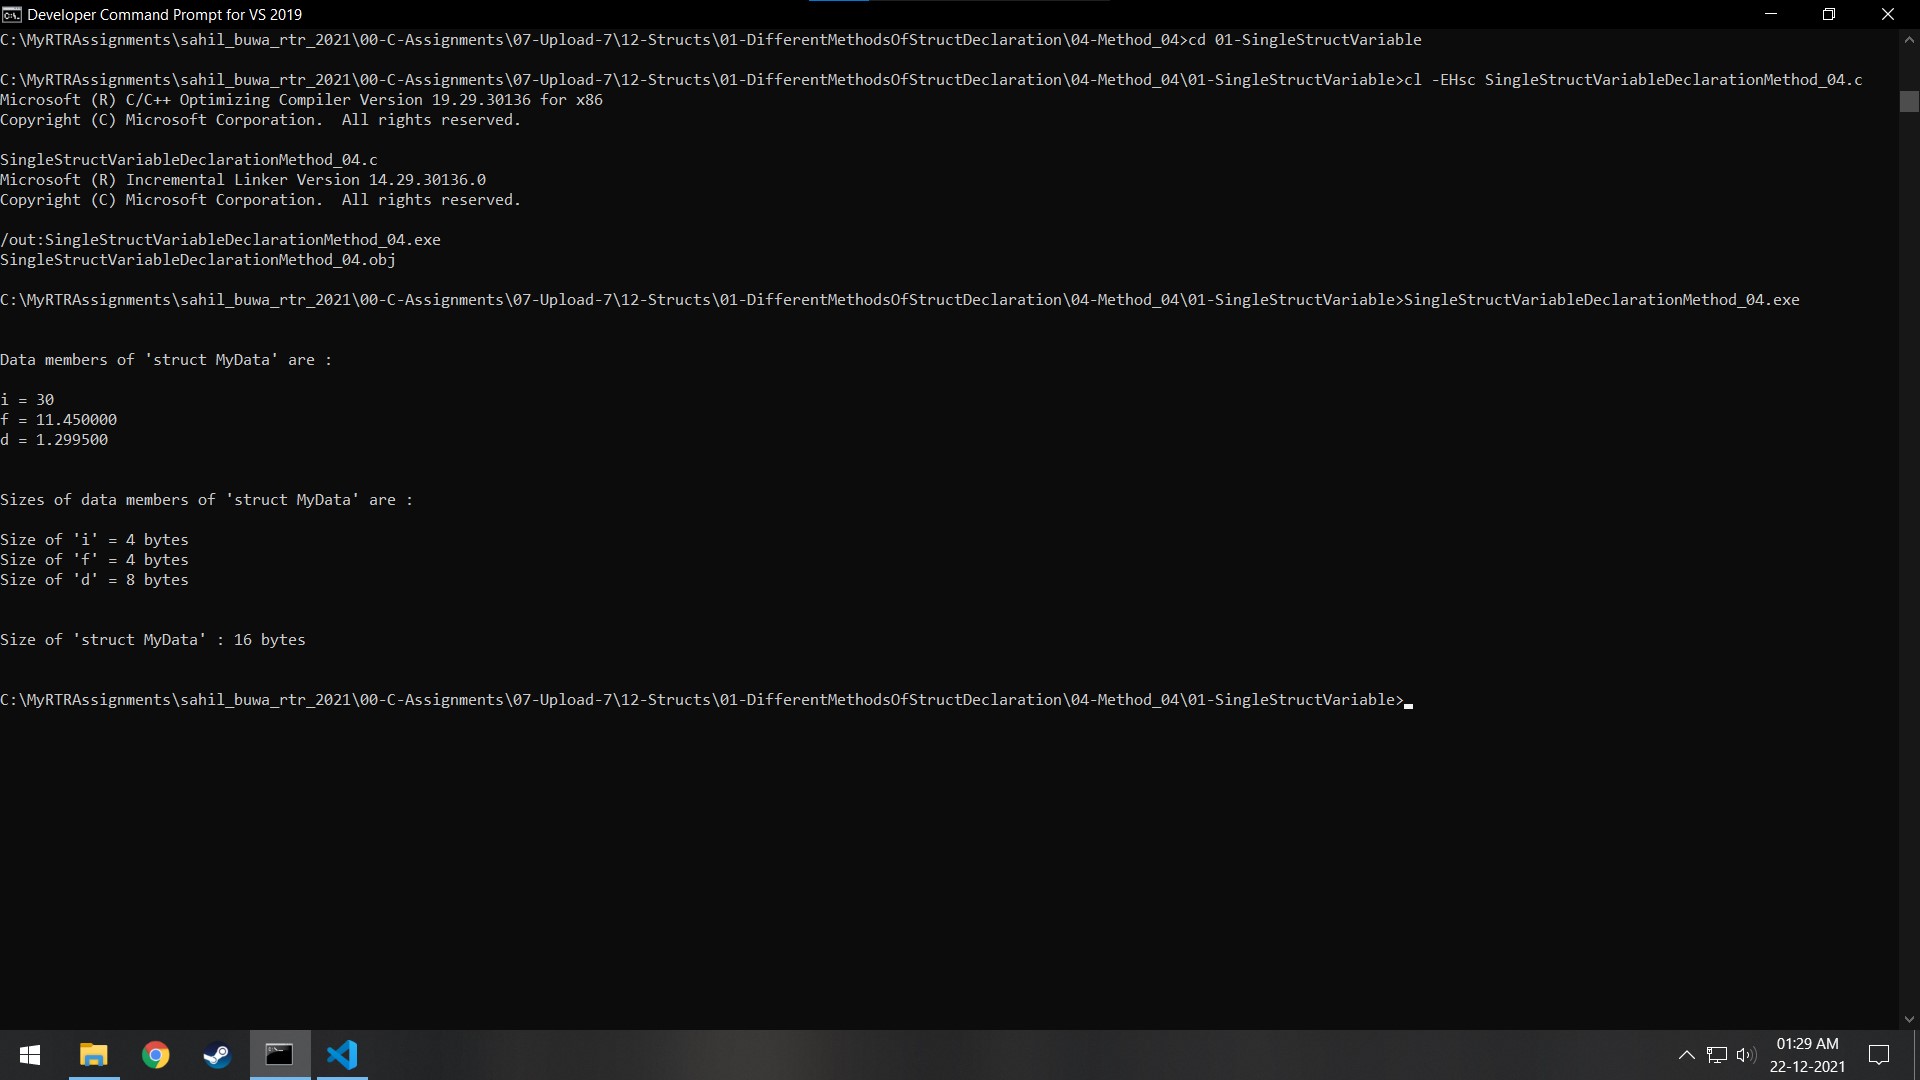 Developer Command Prompt for VS 2019
C:\MyRTRAssignments\sahil_buwa_rtr_2021\00-C-Assignments\07-Upload-7\12-Structs\01-DifferentMethodsOfStructDeclaration\04-Method_04>cd 01-SingleStructVariable
C:\MyRTRAssignments\sahil_buwa_rtr_2021\00-C-Assignments\07-Upload-7\12-Structs\01-DifferentMethodsOfStructDeclaration\04-Method_04\01-SingleStructVariable>cl -EHsc SingleStructVariableDeclarationMethod_04.c
Microsoft (R) C/C++ Optimizing Compiler Version 19.29.30136 for x86
Copyright (C) Microsoft Corporation.  All rights reserved.
SingleStructVariableDeclarationMethod_04.c
Microsoft (R) Incremental Linker Version 14.29.30136.0
Copyright (C) Microsoft Corporation.  All rights reserved.
/out:SingleStructVariableDeclarationMethod_04.exe
SingleStructVariableDeclarationMethod_04.obj
C:\MyRTRAssignments\sahil_buwa_rtr_2021\00-C-Assignments\07-Upload-7\12-Structs\01-DifferentMethodsOfStructDeclaration\04-Method_04\01-SingleStructVariable>SingleStructVariableDeclarationMethod_04.exe
Data members of 'struct MyData' are :
i = 30
f = 11.450000
d = 1.299500
Sizes of data members of 'struct MyData' are :
Size of 'i' = 4 bytes
Size of 'f' = 4 bytes
Size of 'd' = 8 bytes
Size of 'struct MyData' : 16 bytes
C:\MyRTRAssignments\sahil_buwa_rtr_2021\00-C-Assignments\07-Upload-7\12-Structs\01-DifferentMethodsOfStructDeclaration\04-Method_04\01-SingleStructVariable>
01:29 AM
22-12-2021